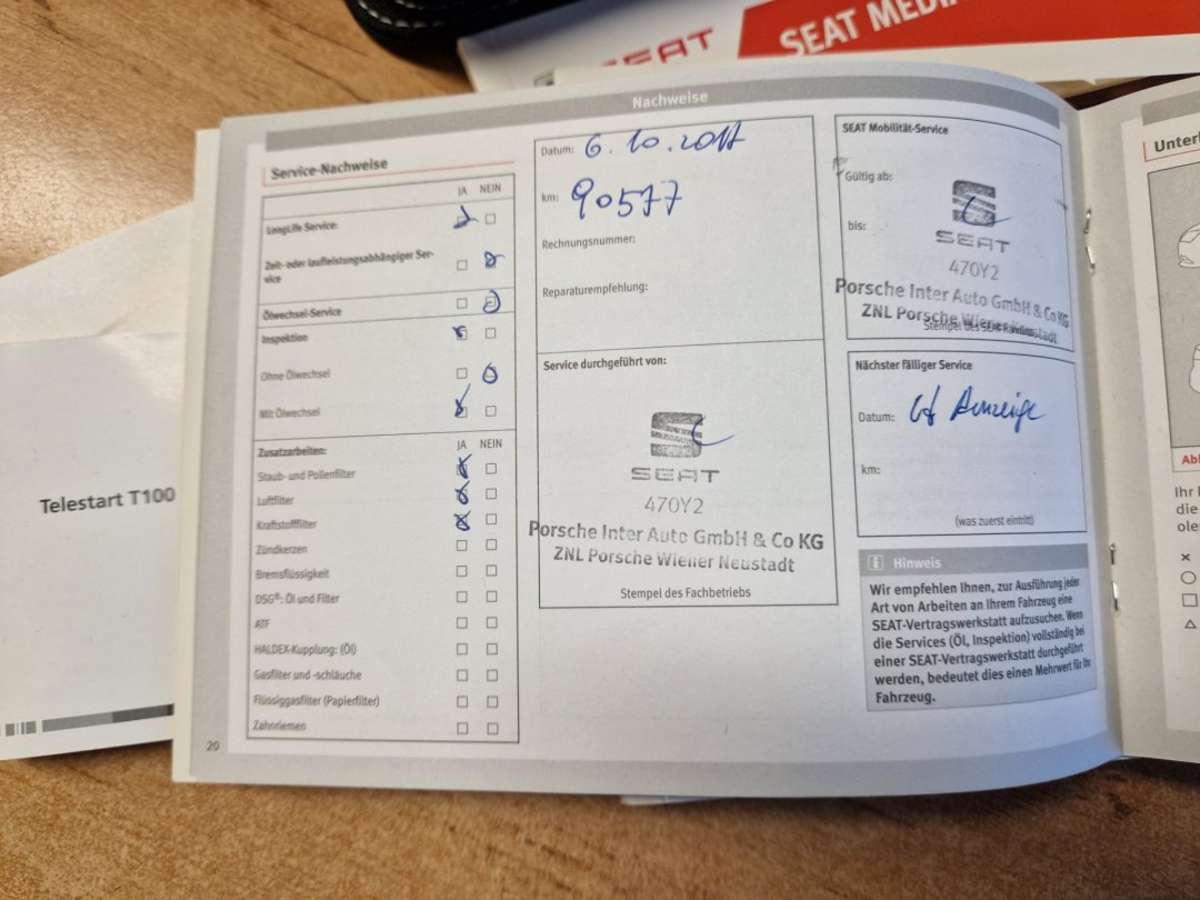 SEAT
SEAT MEDIA
Nachweise
Service-Nachweise
JA NEIN
LongLife Service:
Zeit- oder laufleistungsabhängiger Ser-
vice
Ölwechsel-Service
Inspektion
Ohne Ölwechsel
Mit Ölwechsel
Zusatzarbeiten: JA NEIN
Staub- und Pollenfilter
Luftfilter
Kraftstofffilter
Zündkerzen
Bremsflüssigkeit
DSG®: Öl und Filter
ATF
HALDEX-Kupplung: (Öl)
Gasfilter und -schläuche
Flüssiggasfilter (Papierfilter)
Zahnriemen
20
Datum: 6.10.2017
km: 90577
Rechnungsnummer:
Reparaturempfehlung:
Service durchgeführt von:
SEAT
470Y2
Porsche Inter Auto GmbH & Co KG
ZNL Porsche Wiener Neustadt
Stempel des Fachbetriebs
SEAT Mobilität-Service
Gültig ab:
bis:
SEAT
470Y2
Porsche Inter Auto GmbH & Co KG
ZNL Porsche Wiener Neustadt
Stempel des
Nächster fälliger Service
Datum: lt Anzeige
km:
(was zuerst eintritt)
Hinweis
Wir empfehlen Ihnen, zur Ausführung jeder
Art von Arbeiten an Ihrem Fahrzeug eine
SEAT-Vertragswerkstatt aufzusuchen. Wenn
die Services (Öl, Inspektion) vollständig bei
einer SEAT-Vertragswerkstatt durchgeführt
werden, bedeutet dies einen Mehrwert für Ihr
Fahrzeug.
Telestart T100
Unter
Abl
Ihr
die